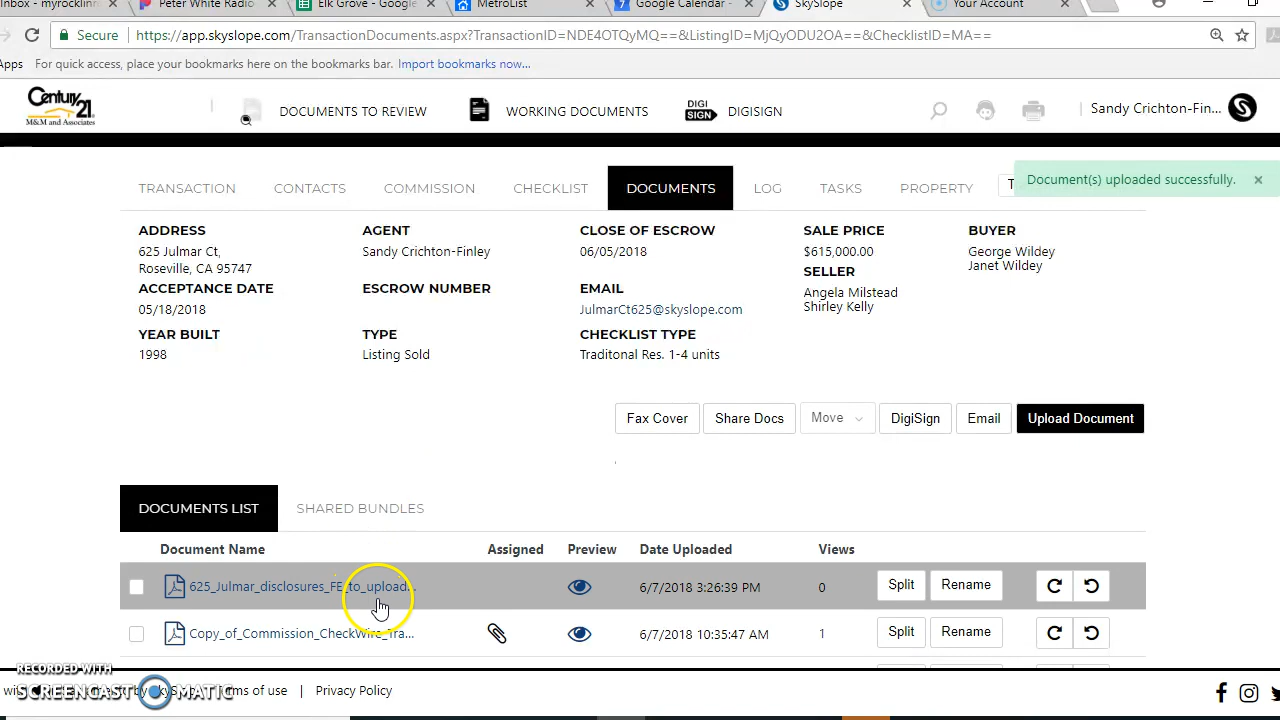 Inbox - myrocklinr
Peter White Radio
Elk Grove - Google
MetroList
Google Calendar -
SkySlope
Your Account
Secure
https://app.skyslope.com/TransactionDocuments.aspx?TransactionID=NDE4OTQyMQ==&ListingID=MjQyODU2OA==&ChecklistID=MA==
Apps
For quick access, place your bookmarks here on the bookmarks bar.
Import bookmarks now...
Century 21
M&M and Associates
DOCUMENTS TO REVIEW
WORKING DOCUMENTS
DIGI SIGN
DIGISIGN
Sandy Crichton-Fin...
TRANSACTION
CONTACTS
COMMISSION
CHECKLIST
DOCUMENTS
LOG
TASKS
PROPERTY
T
Document(s) uploaded successfully.
ADDRESS
625 Julmar Ct,
Roseville, CA 95747
AGENT
Sandy Crichton-Finley
CLOSE OF ESCROW
06/05/2018
SALE PRICE
$615,000.00
BUYER
George Wildey
Janet Wildey
SELLER
Angela Milstead
Shirley Kelly
ACCEPTANCE DATE
05/18/2018
ESCROW NUMBER
EMAIL
JulmarCt625@skyslope.com
YEAR BUILT
1998
TYPE
Listing Sold
CHECKLIST TYPE
Traditonal Res. 1-4 units
Fax Cover
Share Docs
Move
DigiSign
Email
Upload Document
DOCUMENTS LIST
SHARED BUNDLES
Document Name
Assigned
Preview
Date Uploaded
Views
625_Julmar_disclosures_FE_to_upload...
6/7/2018 3:26:39 PM
0
Split
Rename
Copy_of_Commission_CheckWire_Tra...
6/7/2018 10:35:47 AM
1
Split
Rename
RECORDED WITH
SCREENCAST-O-MATIC
Terms of use
Privacy Policy